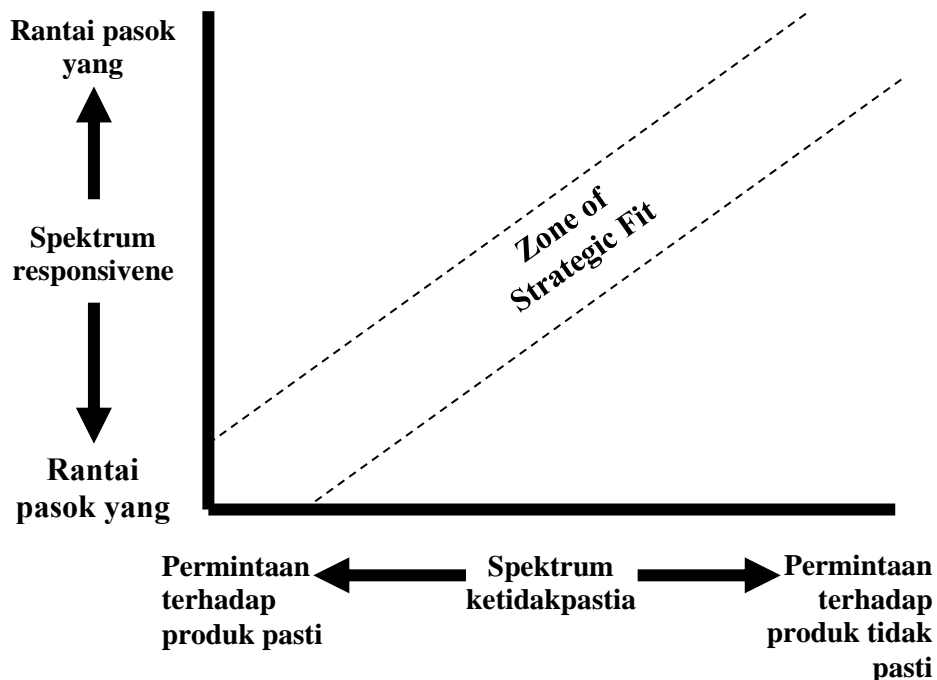 Rantai pasok
yang
Spektrum
responsivene
Rantai
pasok yang
Zone of
Strategic Fit
Permintaan
terhadap
produk pasti
Spektrum
ketidakpastia
Permintaan
terhadap
produk tidak
pasti